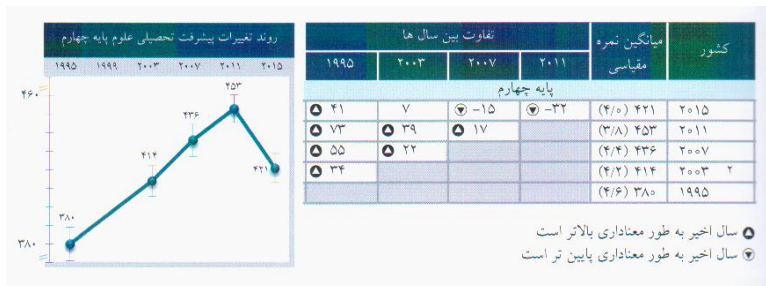 روند تغییرات پیشرفت تحصیلی علوم پایه چهارم
۱۹۹۵ ۱۹۹۹ ۲۰۰۳ ۲۰۰۷ ۲۰۱۱ ۲۰۱۵
۴۶۰
۴۵۳
۴۳۶
۴۱۴
۴۲۱
۳۸۰
۳۸۰
کشور
میانگین نمره
مقیاسی
تفاوت بین سال ها
۲۰۱۱ ۲۰۰۷ ۲۰۰۳ ۱۹۹۵
پایه چهارم
۲۰۱۵ ۴۲۱ (۴/۰) -۳۲ -۱۵ ۷ ۴۱
۲۰۱۱ ۴۵۳ (۳/۸) ۱۷ ۳۹ ۷۳
۲۰۰۷ ۴۳۶ (۴/۴) ۲۲ ۵۵
۲ ۲۰۰۳ ۴۱۴ (۴/۲) ۳۴
۱۹۹۵ ۳۸۰ (۴/۶)
سال اخیر به طور معناداری بالاتر است
سال اخیر به طور معناداری پایین تر است